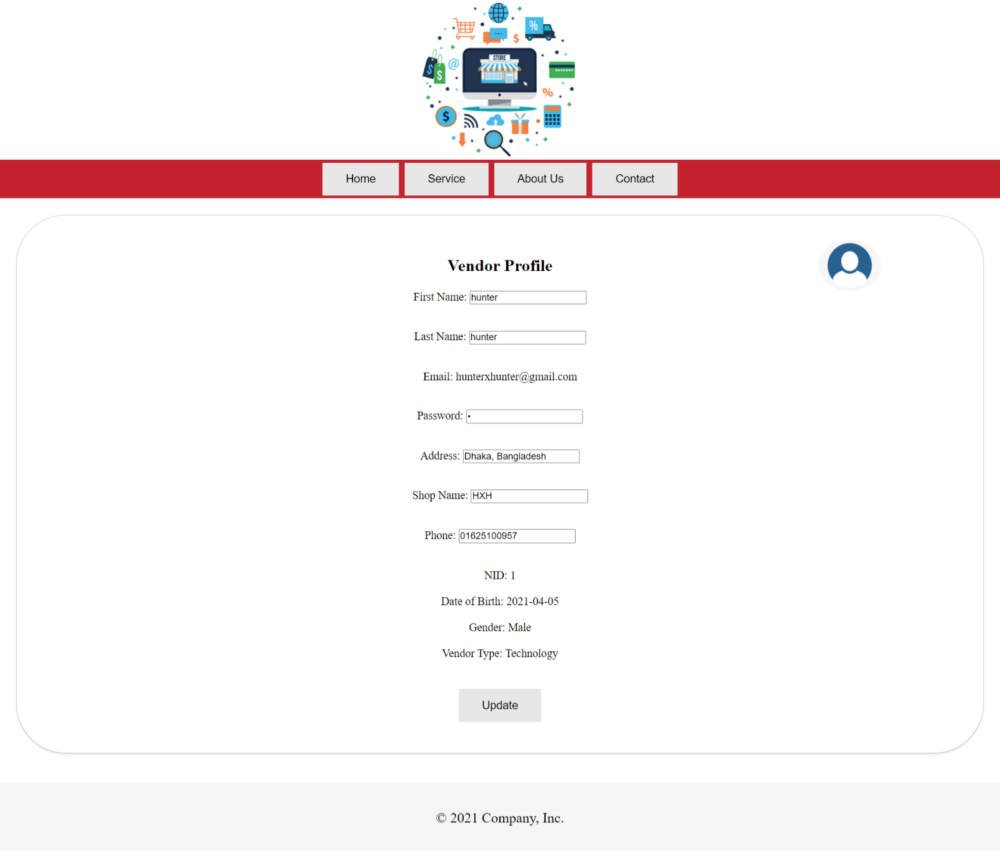 %
...
$
STORE
@
$
$
%
$
Home Service About Us Contact
Vendor Profile
First Name: hunter
Last Name: hunter
Email: hunterxhunter@gmail.com
Password: •
Address: Dhaka, Bangladesh
Shop Name: HXH
Phone: 01625100957
NID: 1
Date of Birth: 2021-04-05
Gender: Male
Vendor Type: Technology
Update
© 2021 Company, Inc.